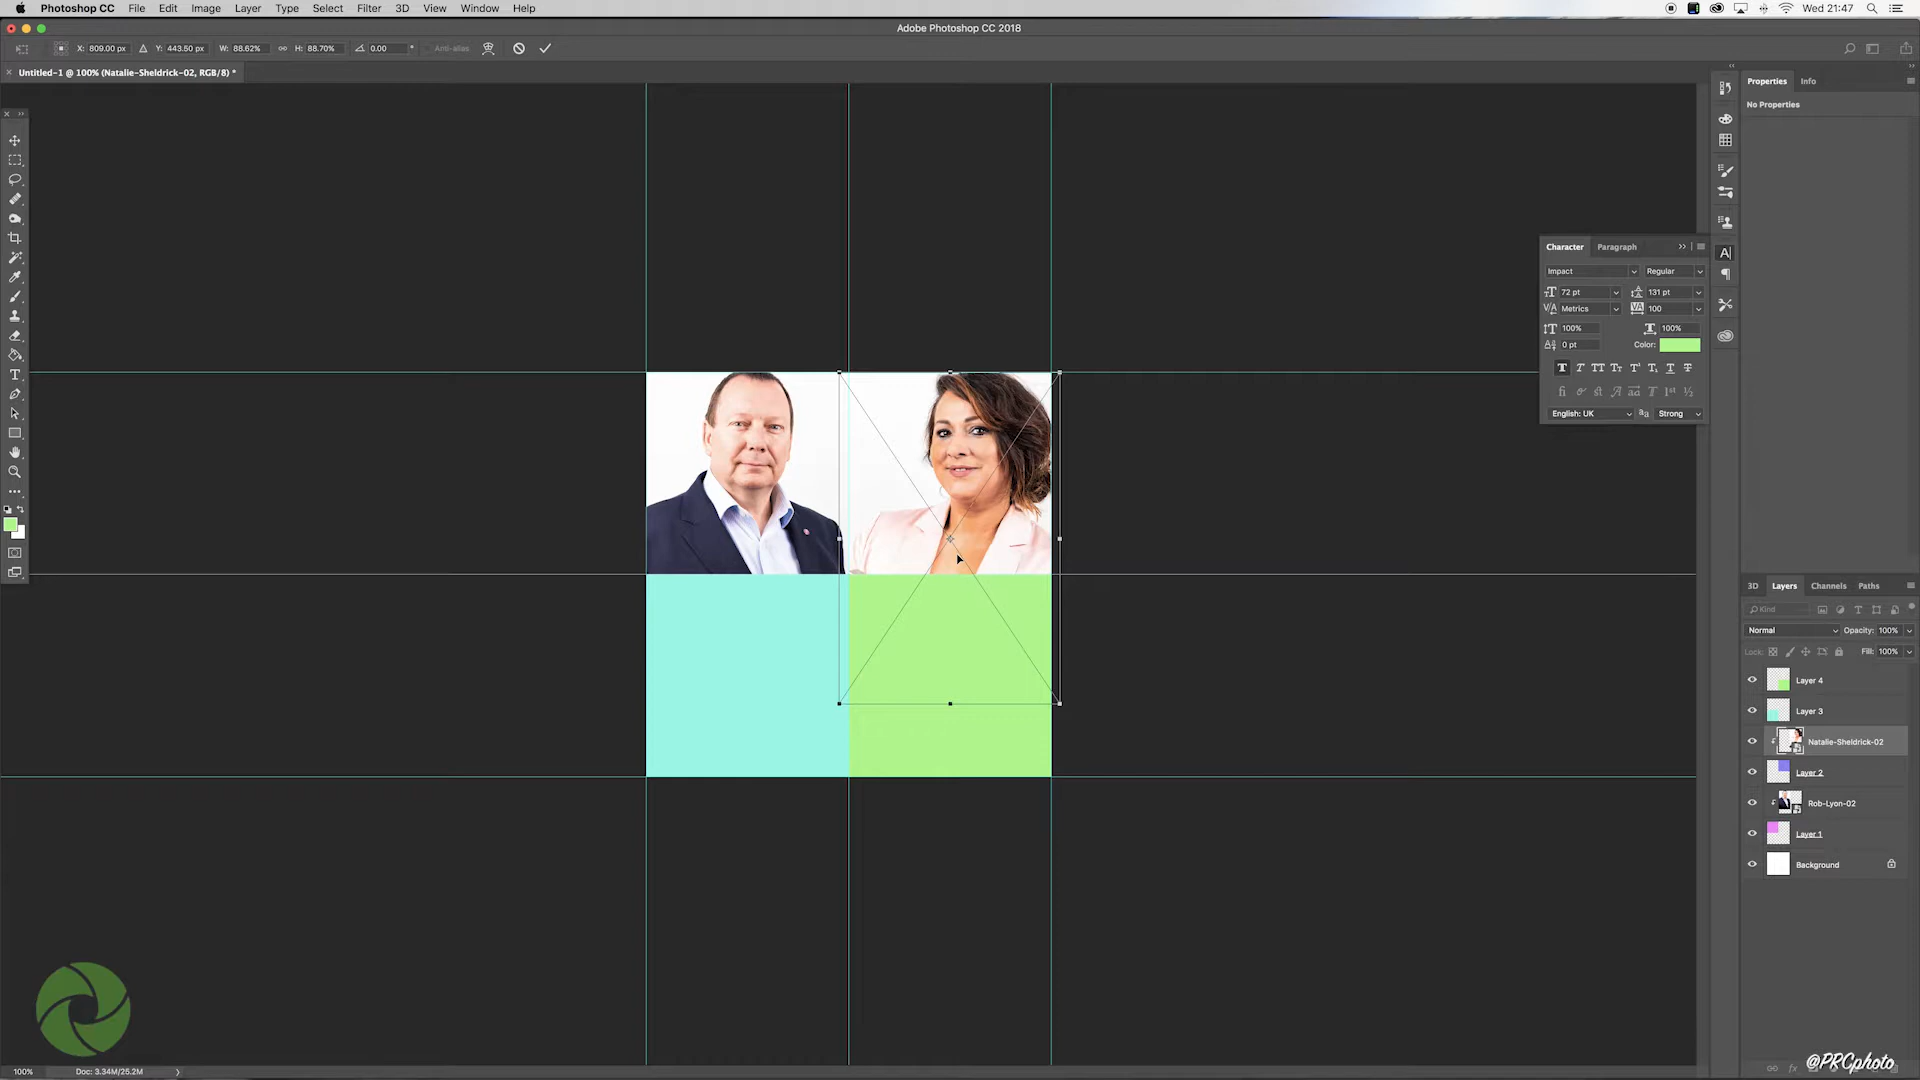 Photoshop CC File Edit Image Layer Type Select Filter 3D View Window Help Wed 21:47
Adobe Photoshop CC 2018
X: 809.00 px Y: 443.50 px W: 88.62% H: 88.70% 0.00 ° Anti-alias
Untitled-1 @ 100% (Natalie-Sheldrick-02, RGB/8) *
Properties Info
No Properties
Character Paragraph
Impact Regular
72 pt 131 pt
Metrics 100
100% 100%
0 pt Color:
English: UK Strong
3D Layers Channels Paths
Kind
Normal Opacity: 100%
Lock: Fill: 100%
Layer 4
Layer 3
Natalie-Sheldrick-02
Layer 2
Rob-Lyon-02
Layer 1
Background
@PRCphoto
100% Doc: 3.34M/25.2M